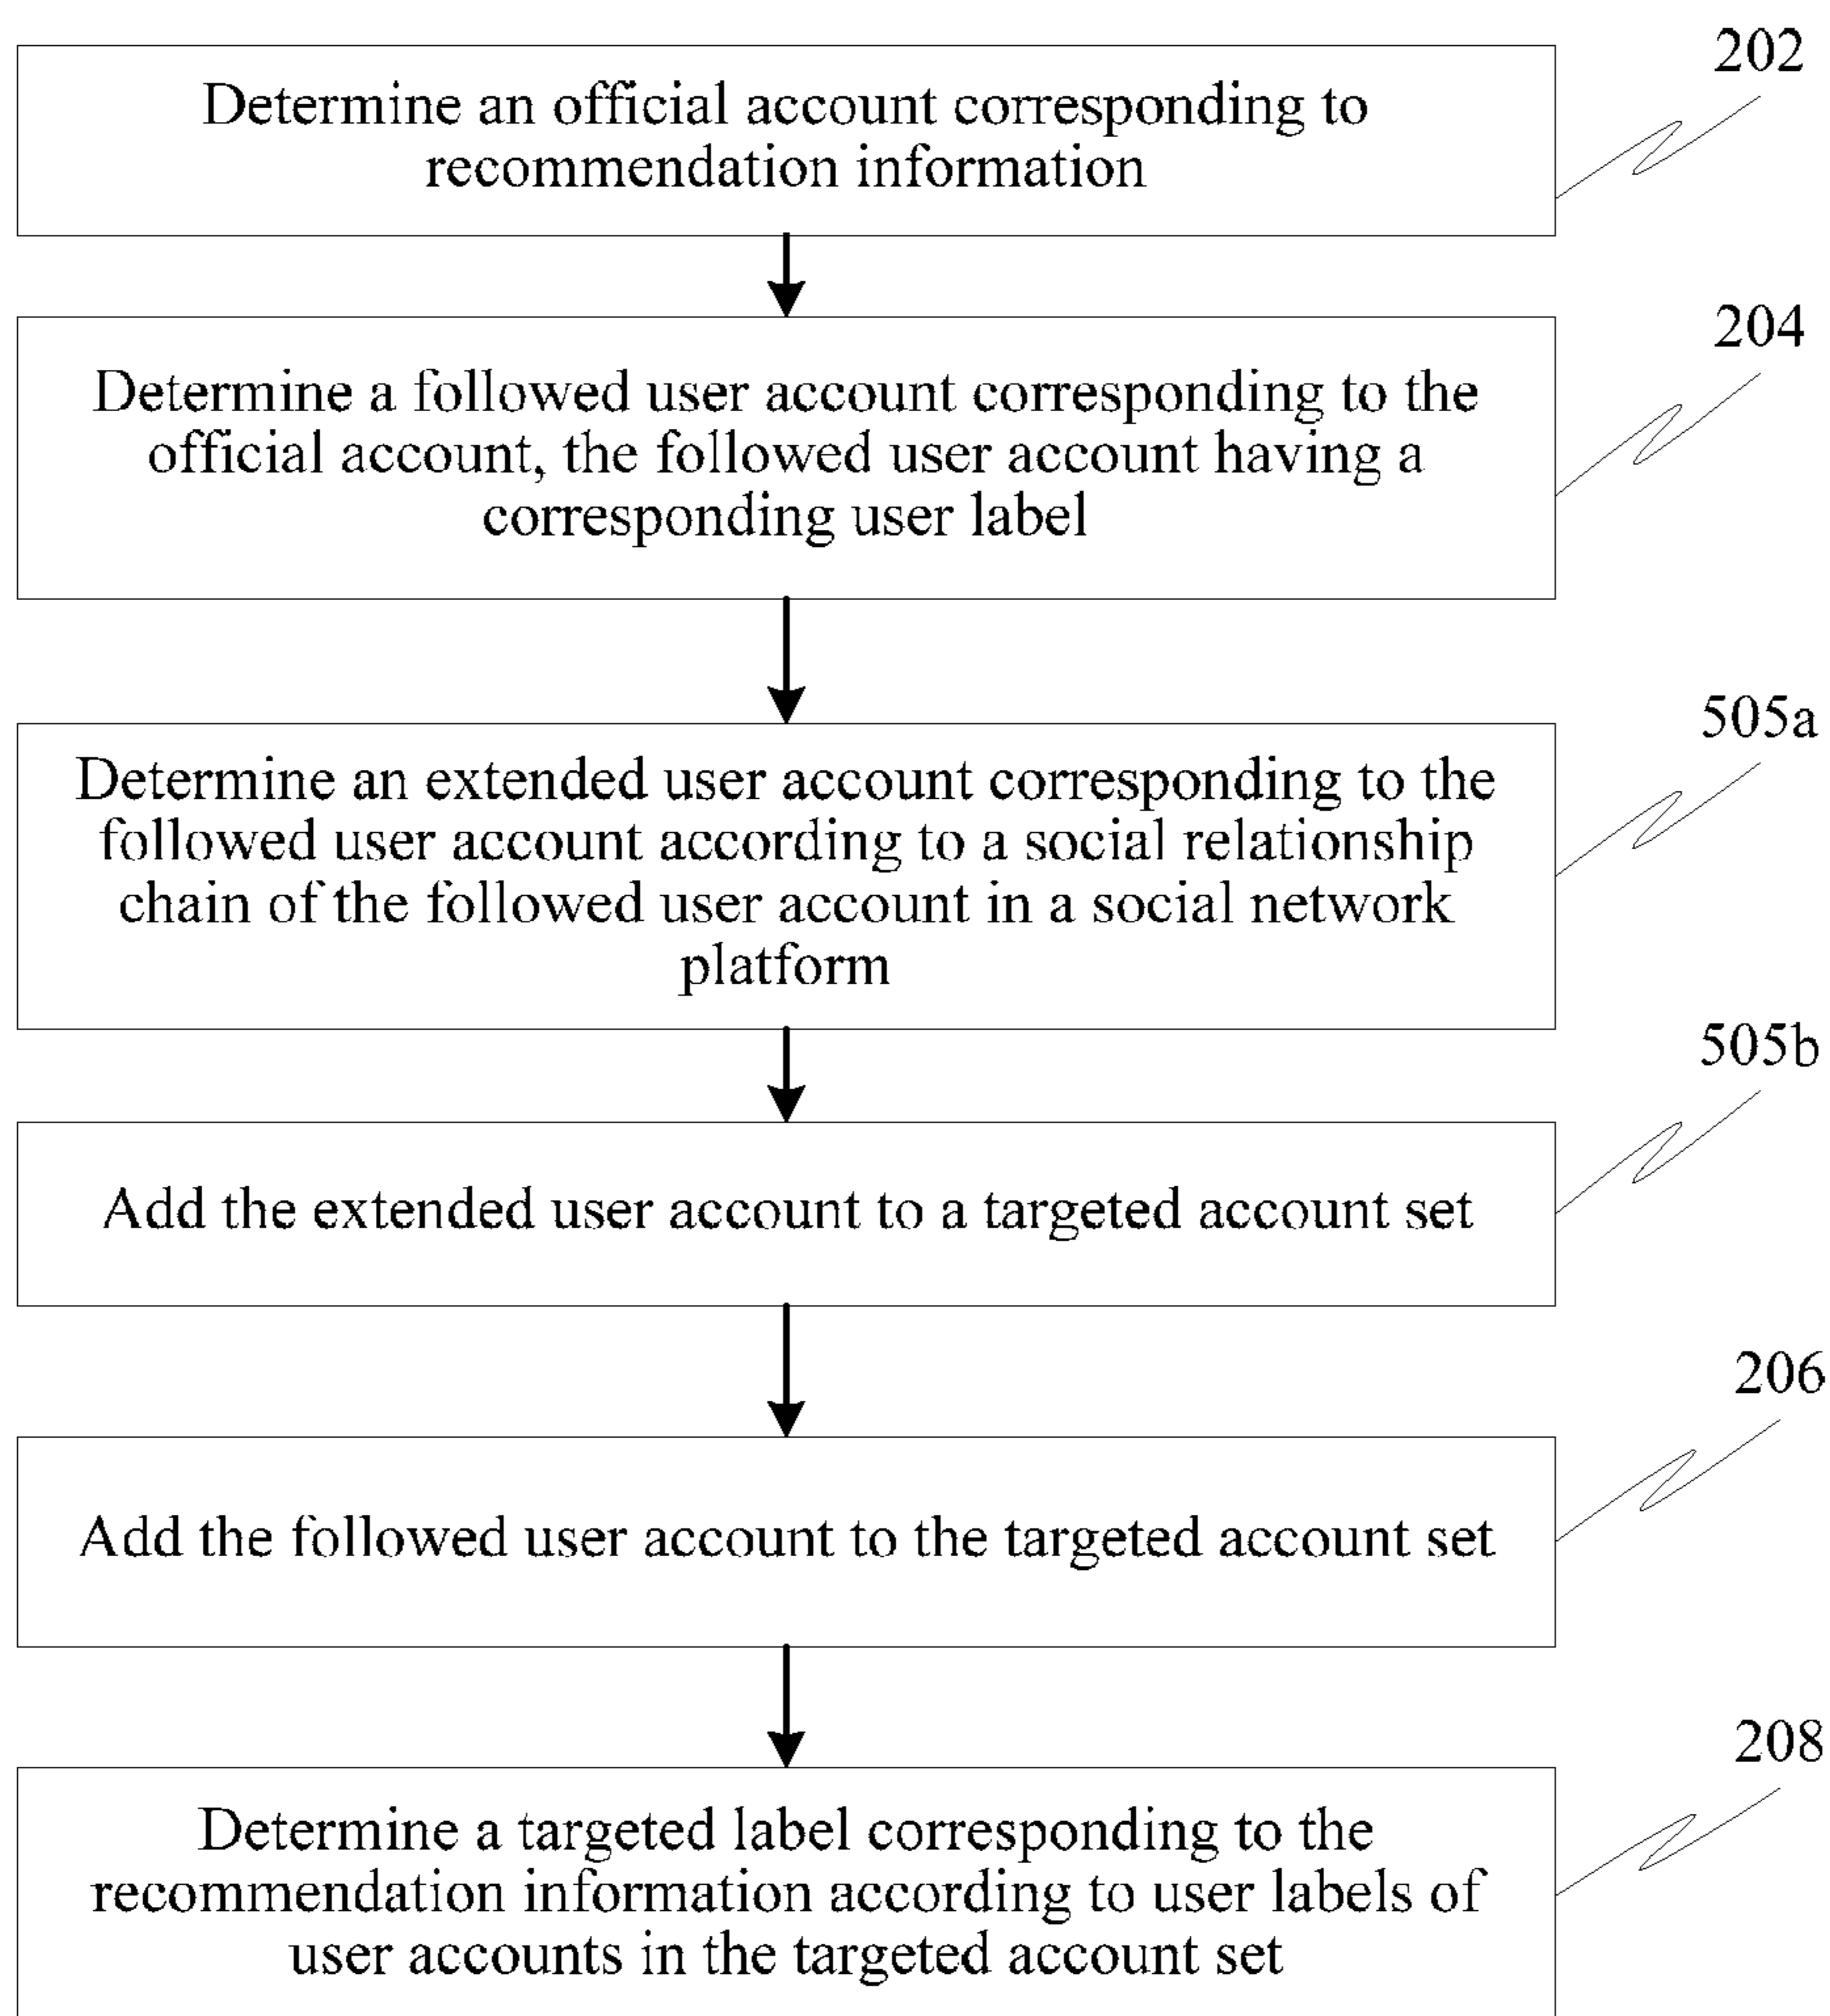 202
Determine an official account corresponding to
recommendation information
204
Determine a followed user account corresponding to the
official account, the followed user account having a
corresponding user label
505a
Determine an extended user account corresponding to the
followed user account according to a social relationship
chain of the followed user account in a social network
platform
505b
Add the extended user account to a targeted account set
206
Add the followed user account to the targeted account set
208
Determine a targeted label corresponding to the
recommendation information according to user labels of
user accounts in the targeted account set